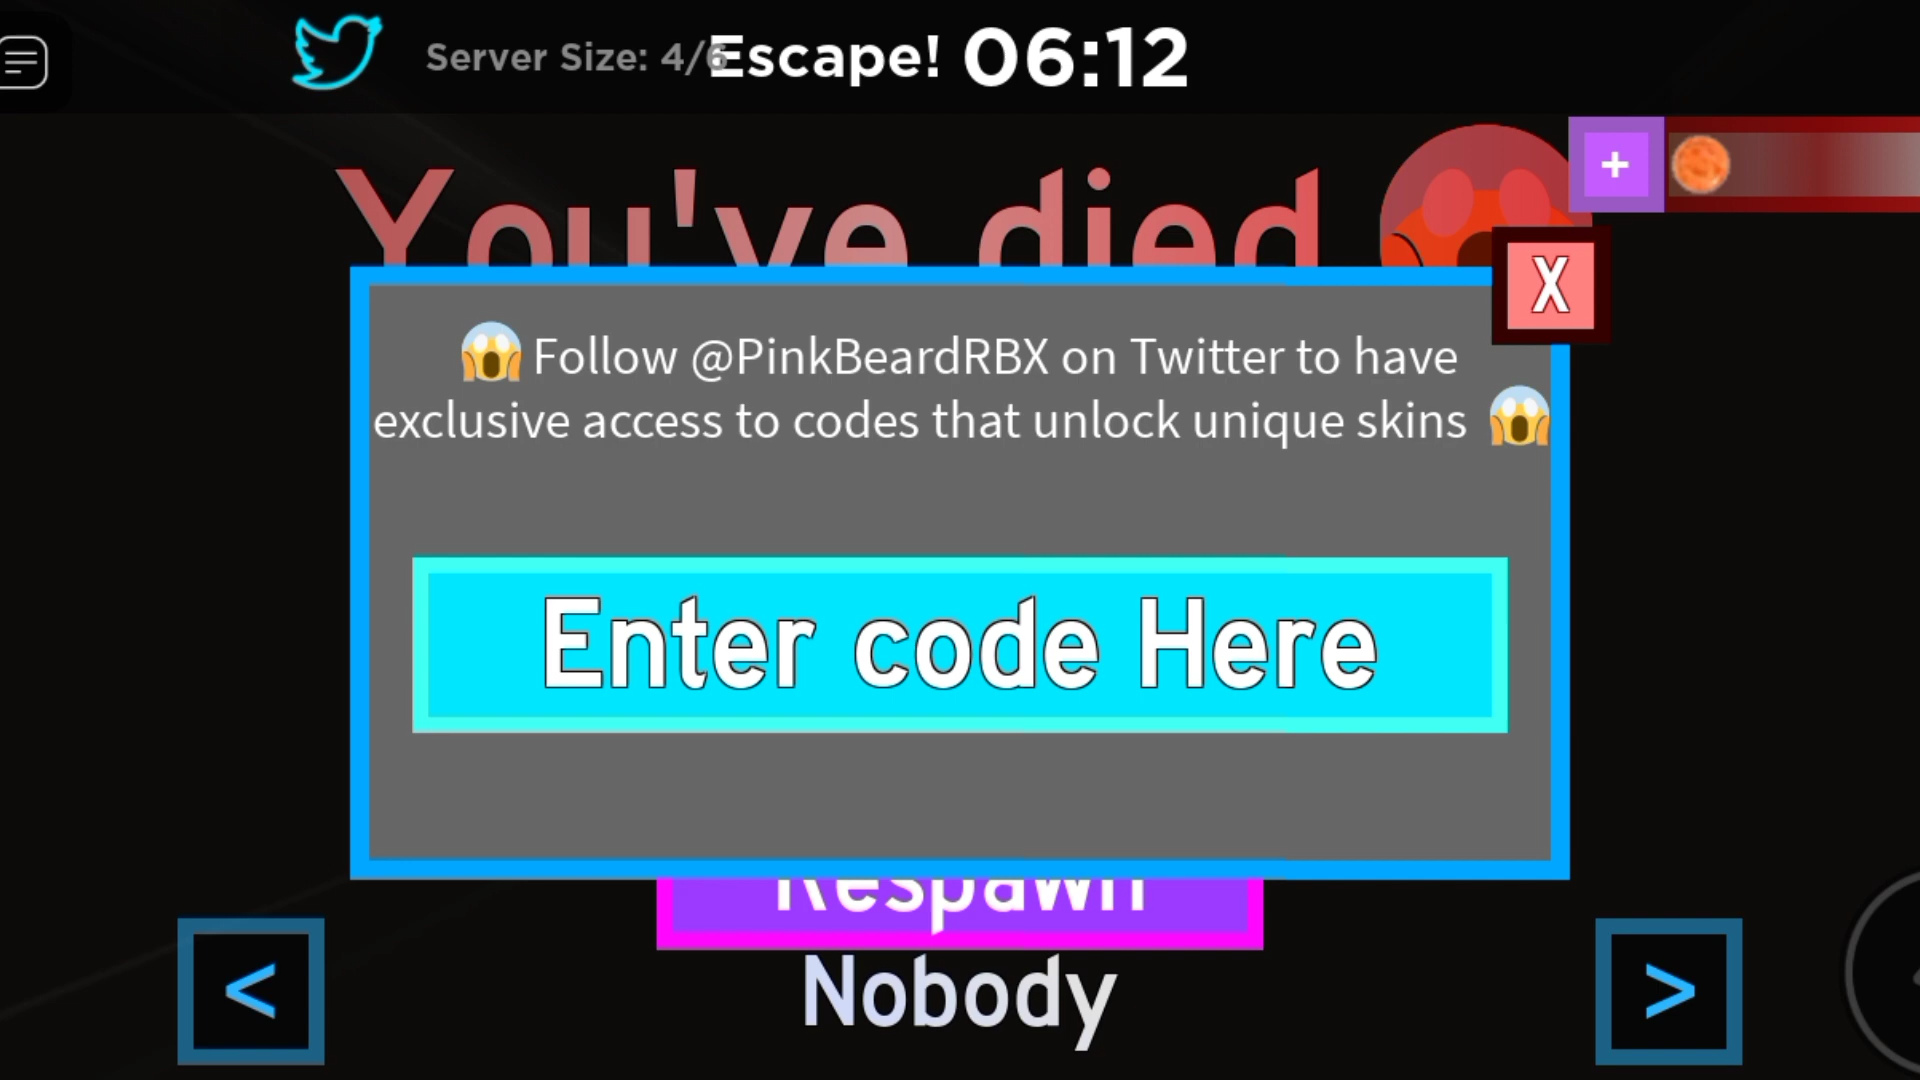 Server Size: 4/6
Escape! 06:12
You've died
+
X
😱 Follow @PinkBeardRBX on Twitter to have
exclusive access to codes that unlock unique skins 😱
Enter code Here
Respawn
Nobody
<
>